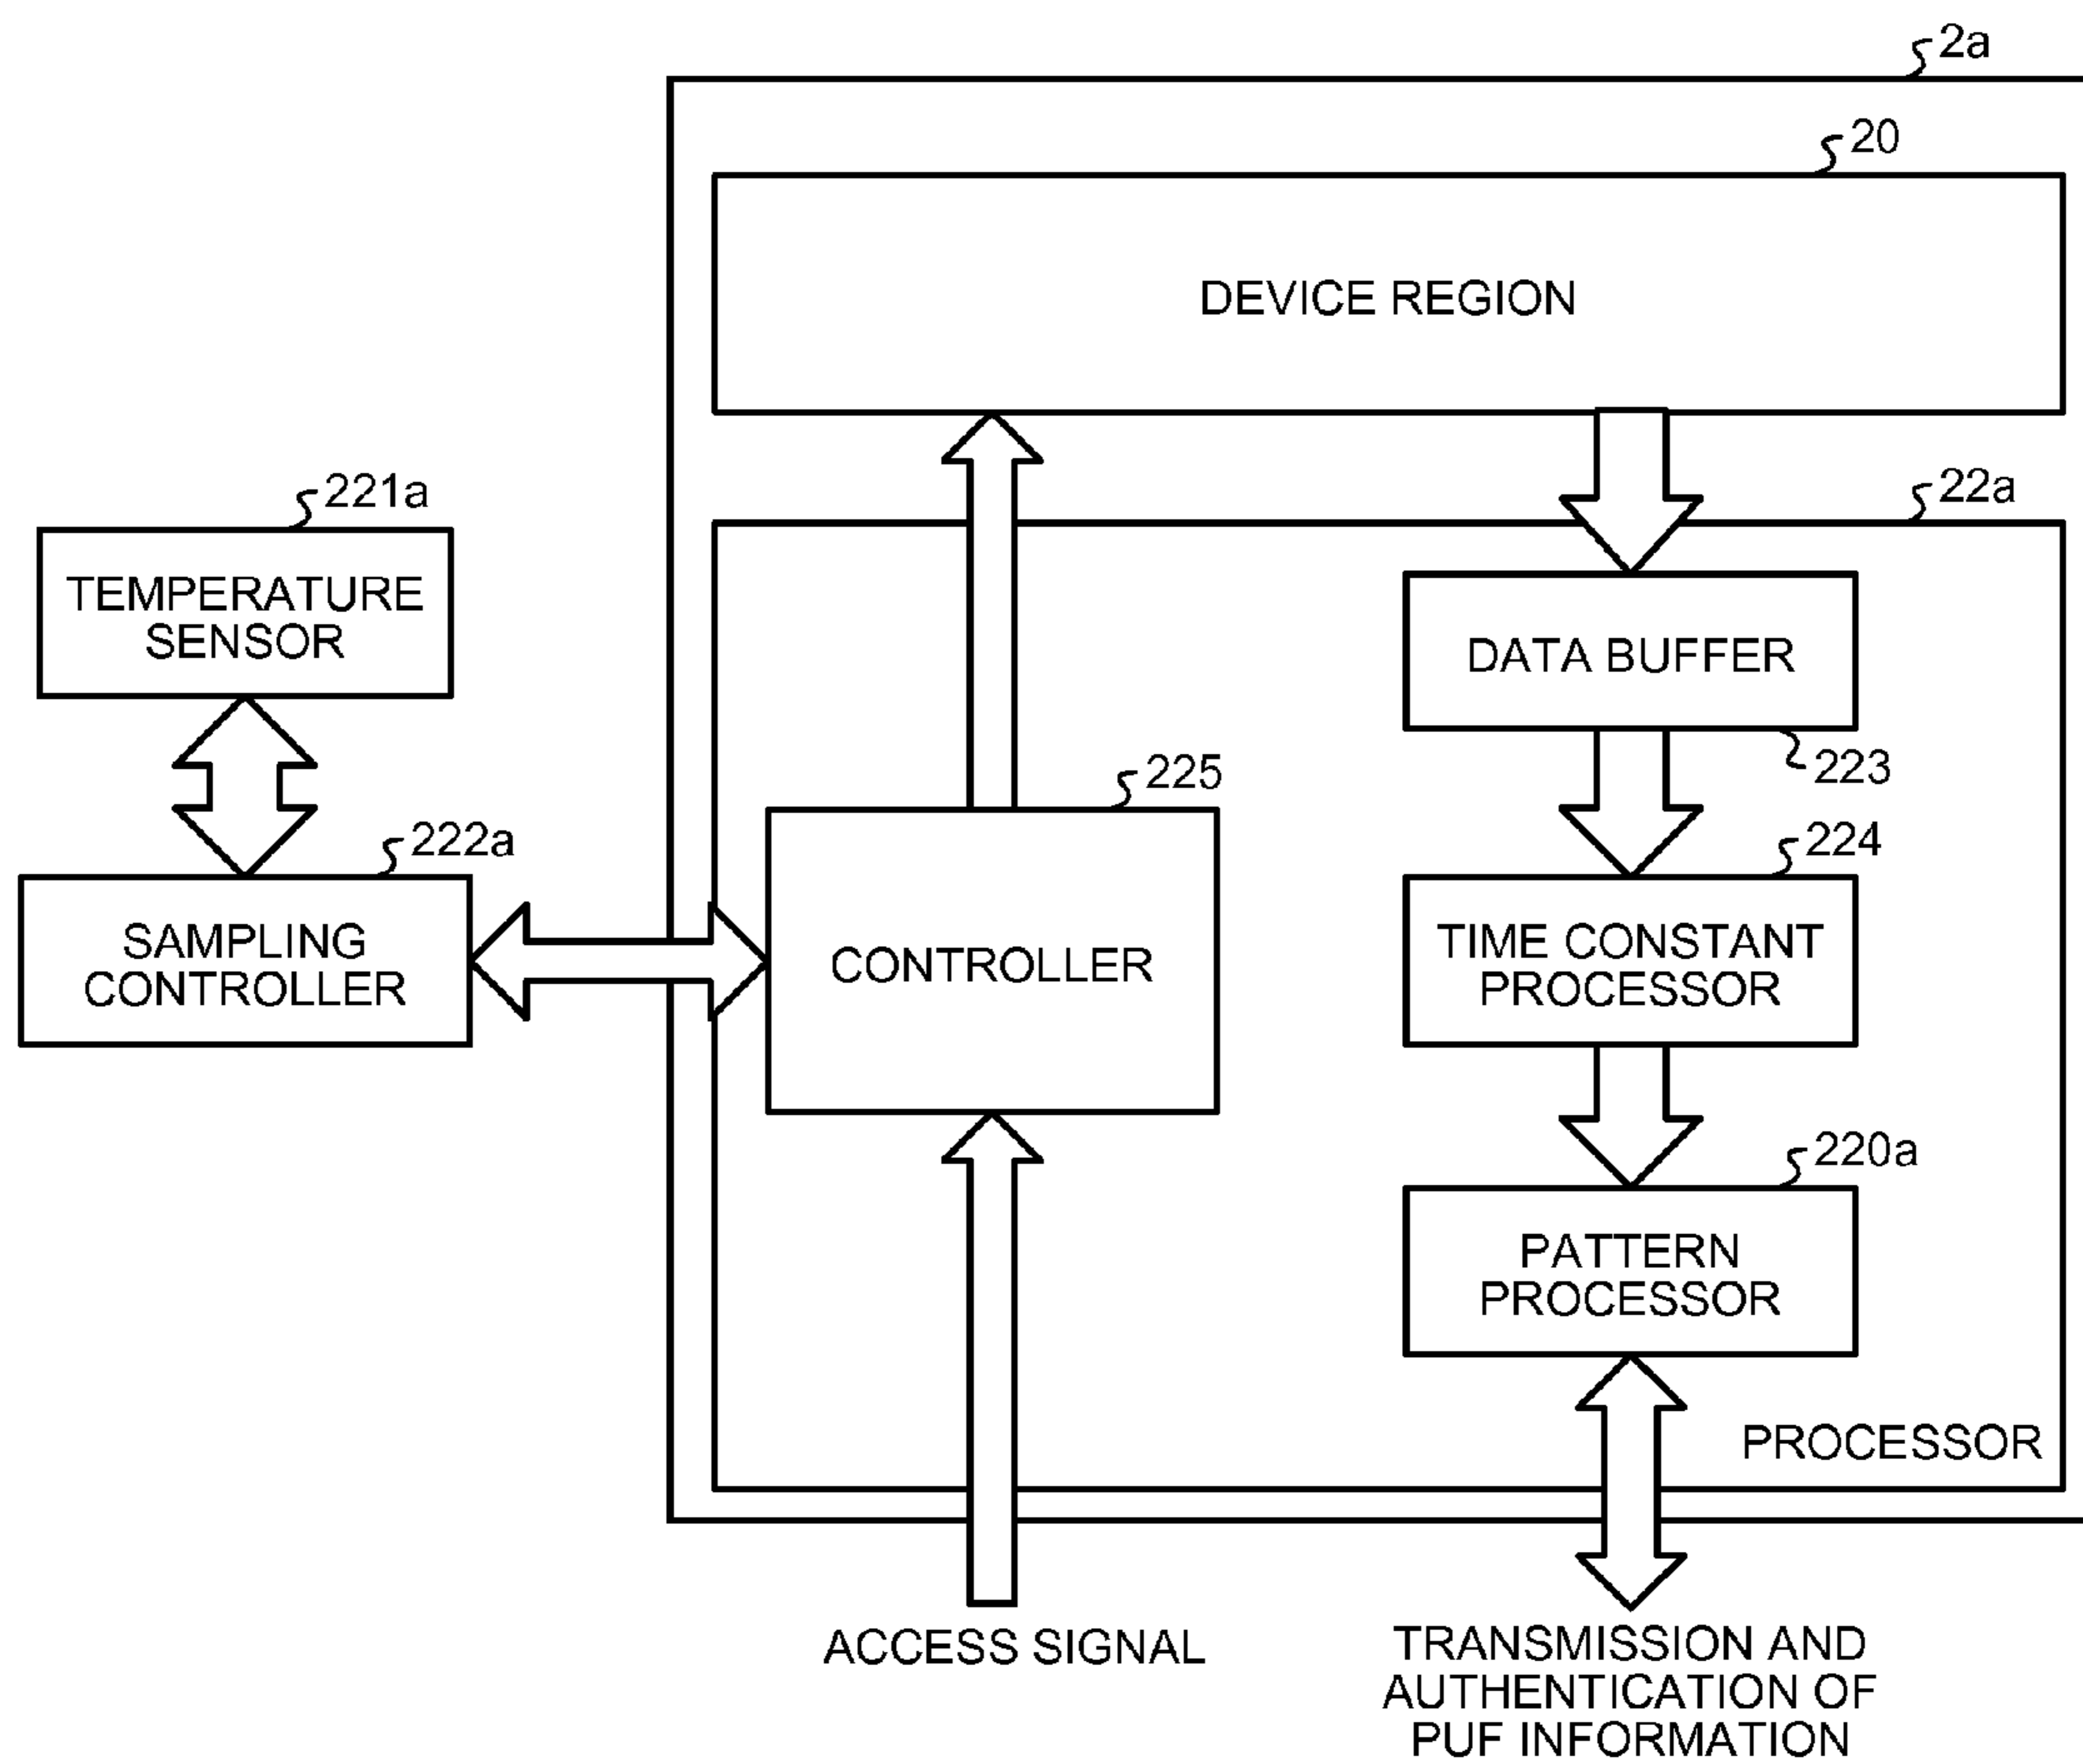 2a
20
DEVICE REGION
221a
22a
TEMPERATURE
SENSOR
DATA BUFFER
223
225
222a
224
SAMPLING
CONTROLLER
CONTROLLER
TIME CONSTANT
PROCESSOR
220a
PATTERN
PROCESSOR
PROCESSOR
ACCESS SIGNAL
TRANSMISSION AND
AUTHENTICATION OF
PUF INFORMATION